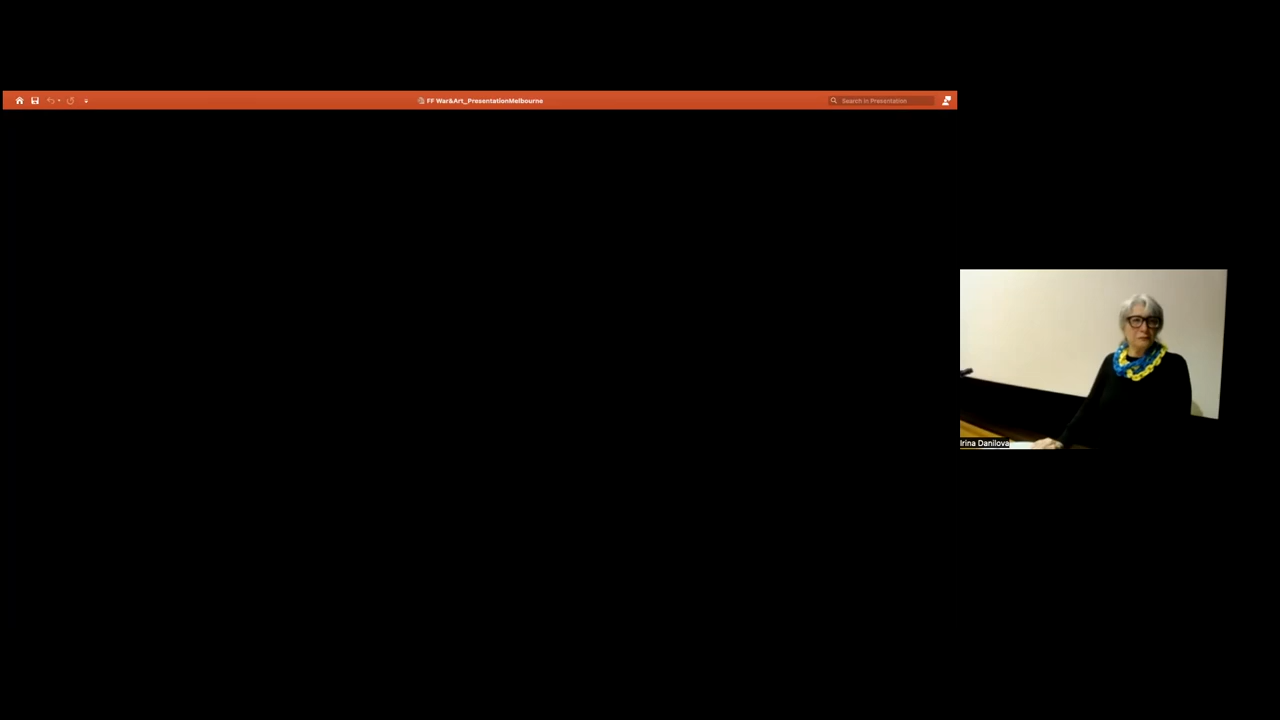 FF War&Art_PresentationMelbourne
Search in Presentation
Irina Danilova